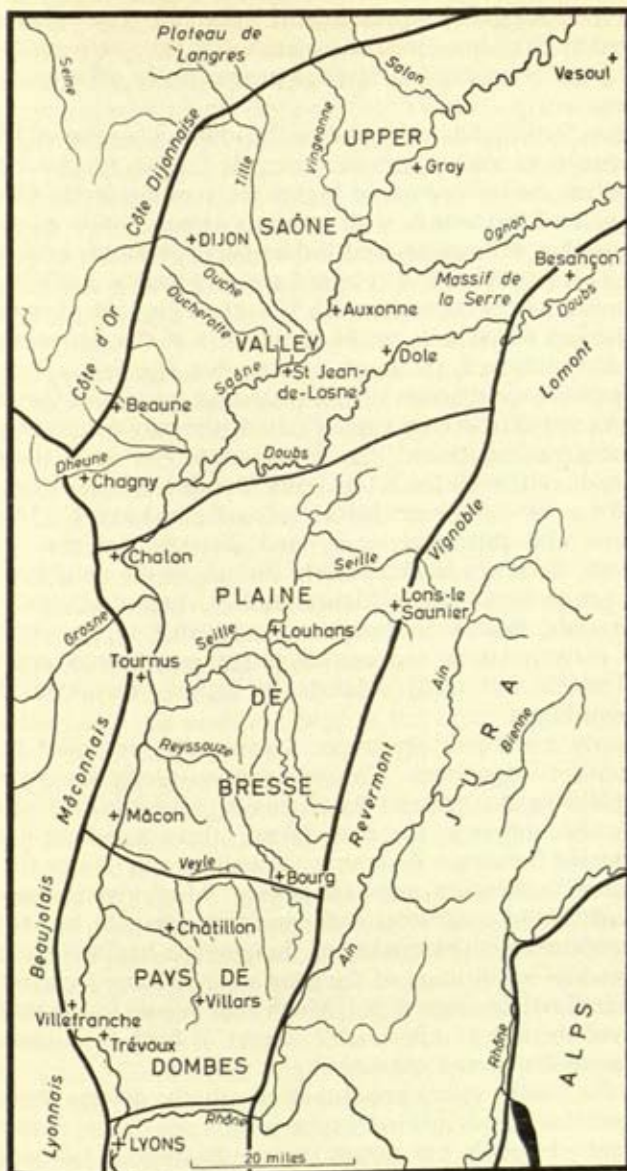 Plateau de
Langres
Seine
Salon
Vesoul
Vingeanne
UPPER
Gray
Côte Dijonnaise
Tille
DIJON
SAÔNE
Ognon
Besançon
Massif de
la Serre
Doubs
Ouche
Oucherotte
Auxonne
Côte d'Or
VALLEY
Dole
Lomont
St Jean-
de-Losne
Saône
Beaune
Dheune
Doubs
Chagny
Chalon
Vignoble
Seille
PLAINE
Lons-le
Saunier
Grosne
Seille
Louhans
Tournus
DE
Ain
JURA
Bienne
Reyssouze
BRESSE
Mâconnais
Revermont
Mâcon
Veyle
Bourg
Beaujolais
Châtillon
Ain
PAYS DE
Villars
Villefranche
Trévoux
DOMBES
Rhône
ALPS
Lyonnais
Rhône
LYONS
20 miles